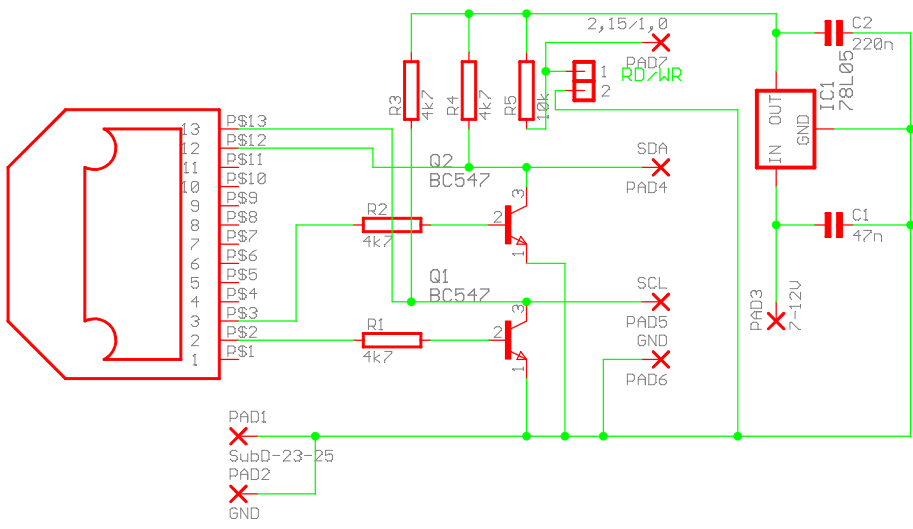 2,15/1,0
PAD7
1
RD/WR
2
C2
220n
IC1
78L05
OUT
GND
IN
R3
4k7
R4
4k7
R5
10k
13
P$13
12
P$12
11
P$11
10
P$10
9
P$9
8
P$8
7
P$7
6
P$6
5
P$5
4
P$4
3
P$3
2
P$2
1
P$1
Q2
BC547
SDA
PAD4
R2
4k7
3
2
1
C1
47n
Q1
BC547
SCL
PAD5
PAD3
7-12V
R1
4k7
3
2
1
GND
PAD6
PAD1
SubD-23-25
PAD2
GND